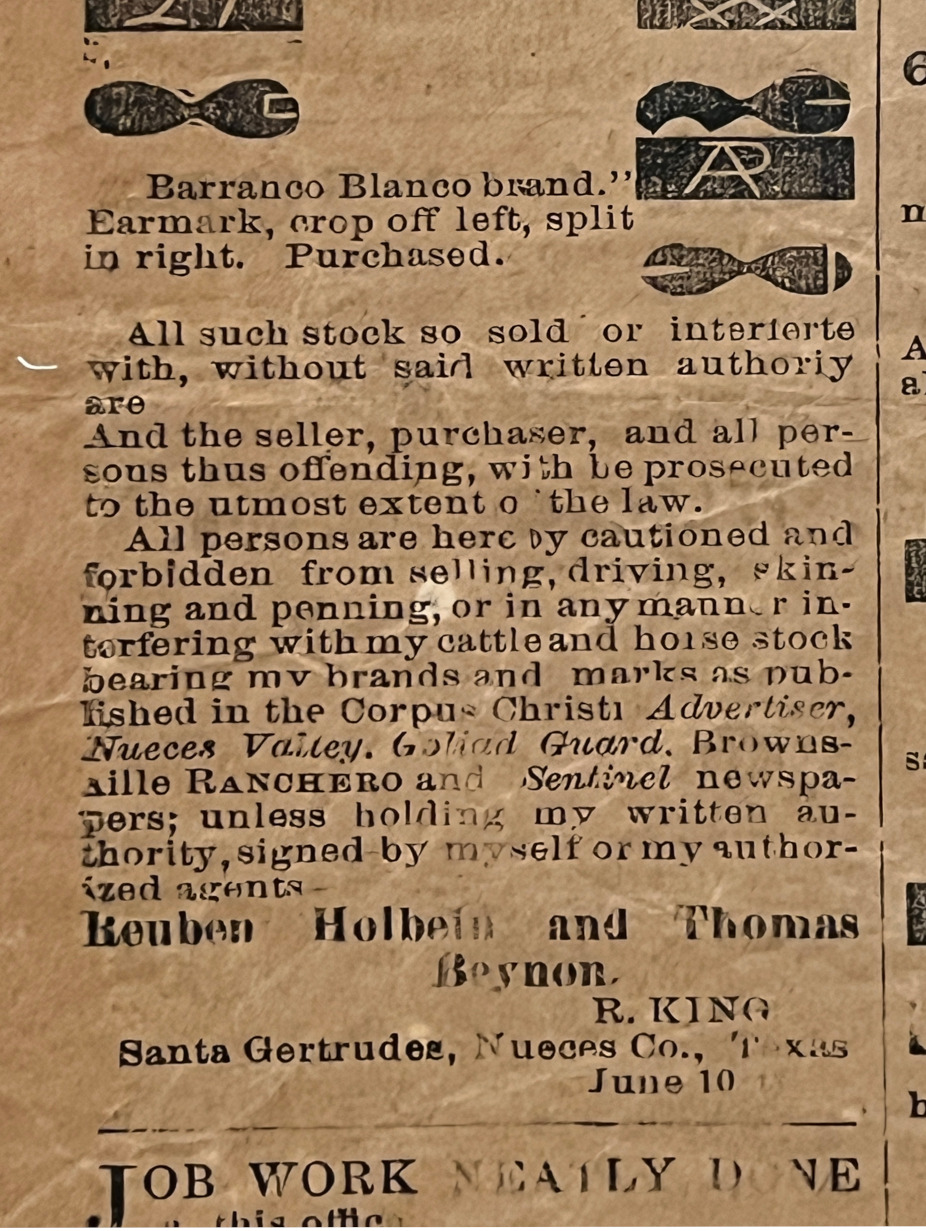 Barranco Blanco brand."
AP
Earmark, crop off left, split
in right. Purchased.
All such stock so sold or interferte
with, without said written authoriy
are
And the seller, purchaser, and all per-
sons thus offending, with be prosecuted
to the utmost extent o the law.
All persons are here by cautioned and
forbidden from selling, driving, skin-
ning and penning, or in any manner in-
terfering with my cattle and horse stock
bearing my brands and marks as pub-
lished in the Corpus Christi Advertiser,
Nueces Valley. Goliad Guard. Browns-
ville RANCHERO and Sentinel newspa-
pers; unless holding my written au-
thority, signed by myself or my author-
ized agents-
Reuben Holbein and Thomas
Beynon.
R. KING
Santa Gertrudes, Nueces Co., Texas
June 10
JOB WORK NEATLY DONE
this office